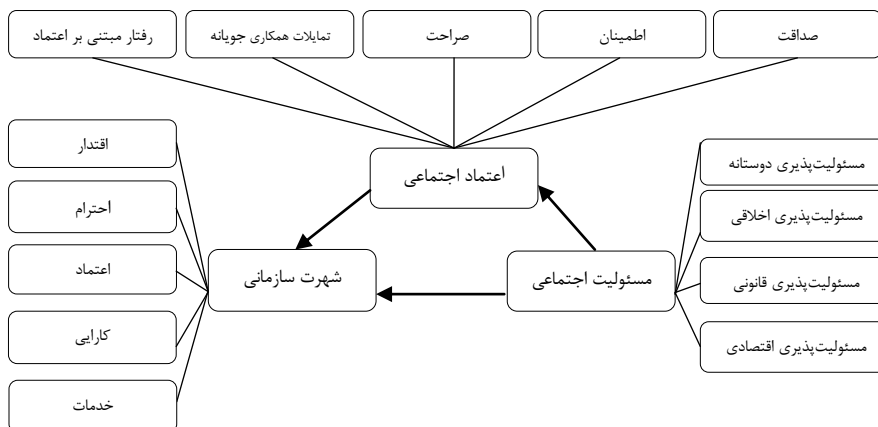 صداقت
اطمینان
صراحت
تمایلات همکاری جویانه
رفتار مبتنی بر اعتماد
اعتماد اجتماعی
مسئولیت‌پذیری دوستانه
مسئولیت‌پذیری اخلاقی
مسئولیت‌پذیری قانونی
مسئولیت‌پذیری اقتصادی
مسئولیت اجتماعی
شهرت سازمانی
اقتدار
احترام
اعتماد
کارایی
خدمات